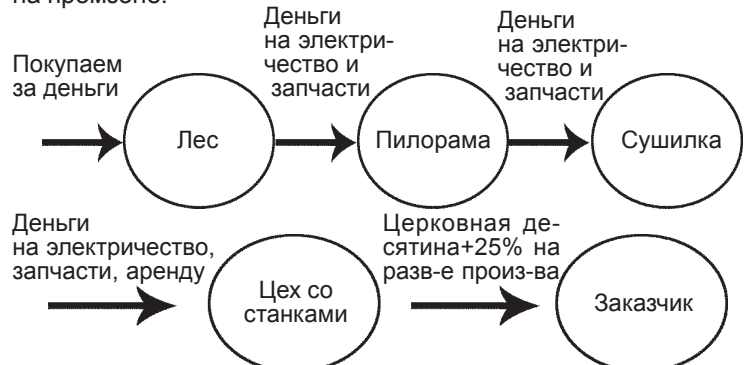 на промзоне:
Деньги
на электри-
чество и
запчасти
Деньги
на электри-
чество и
запчасти
Покупаем
за деньги
Лес
Пилорама
Сушилка
Деньги
на электричество,
запчасти, аренду
Церковная де-
сятина+25% на
разв-е произ-ва
Цех со
станками
Заказчик